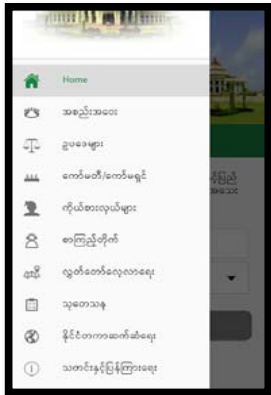 Home
အစည်းအဝေး
ဥပဒေများ
ကော်မတီ/ကော်မရှင်
ကိုယ်စားလှယ်များ
စာကြည့်တိုက်
လွှတ်တော်လေ့လာရေး
သုတေသန
နိုင်ငံတကာဆက်ဆံရေး
သတင်းနှင့်ပြန်ကြားရေး